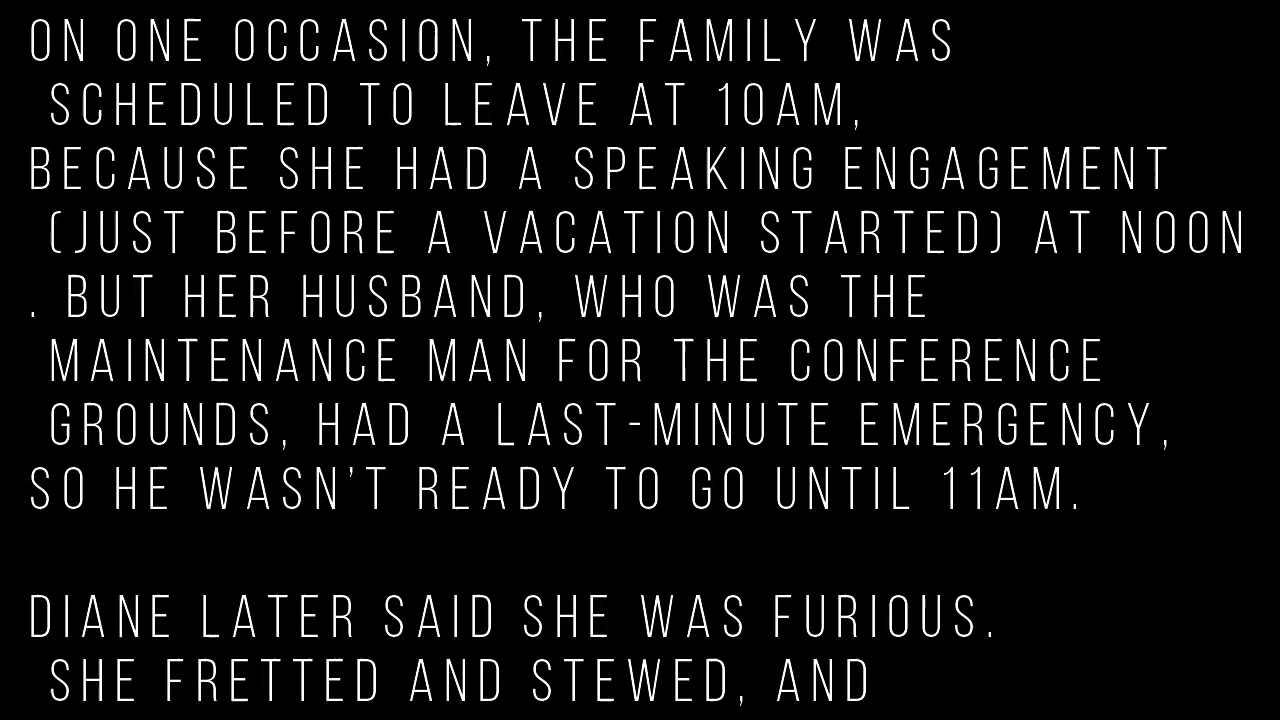 ON ONE OCCASION, THE FAMILY WAS
SCHEDULED TO LEAVE AT 10AM,
BECAUSE SHE HAD A SPEAKING ENGAGEMENT
(JUST BEFORE A VACATION STARTED) AT NOON
. BUT HER HUSBAND, WHO WAS THE
MAINTENANCE MAN FOR THE CONFERENCE
GROUNDS, HAD A LAST-MINUTE EMERGENCY,
SO HE WASN'T READY TO GO UNTIL 11AM.
DIANE LATER SAID SHE WAS FURIOUS.
SHE FRETTED AND STEWED, AND